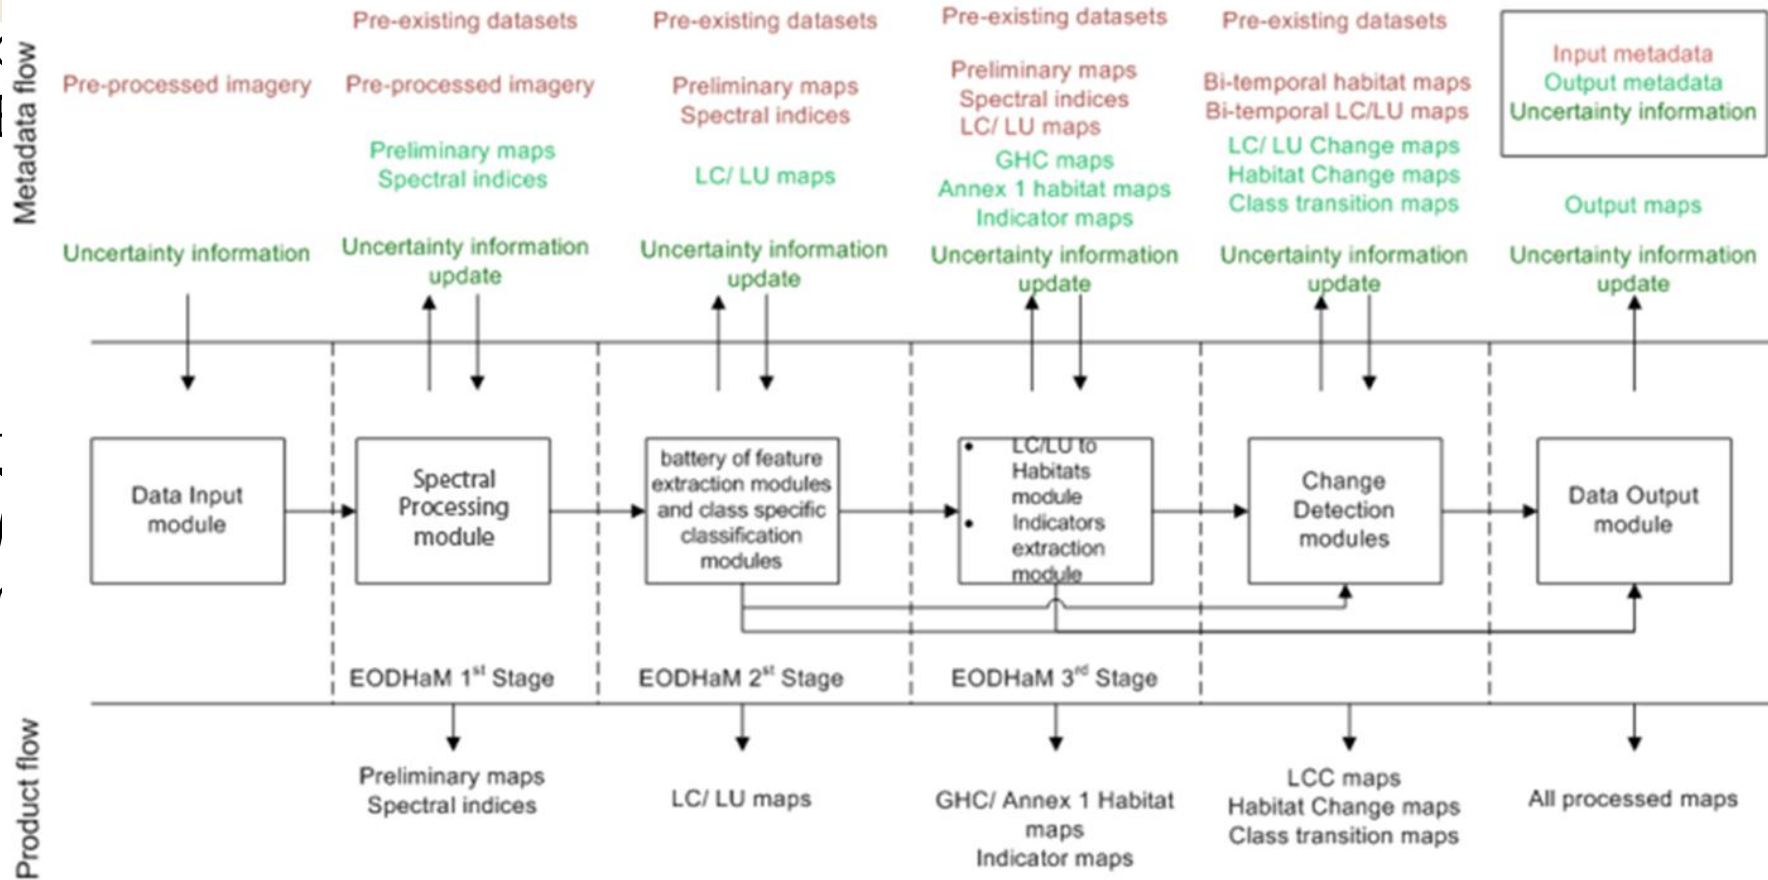 Metadata flow
Pre-processed imagery
Uncertainty information
Pre-existing datasets
Pre-processed imagery
Preliminary maps
Spectral indices
Uncertainty information
update
Pre-existing datasets
Preliminary maps
Spectral indices
LC/ LU maps
Uncertainty information
update
Pre-existing datasets
Preliminary maps
Spectral indices
LC/ LU maps
GHC maps
Annex 1 habitat maps
Indicator maps
Uncertainty information
update
Pre-existing datasets
Bi-temporal habitat maps
Bi-temporal LC/LU maps
LC/ LU Change maps
Habitat Change maps
Class transition maps
Uncertainty information
update
Input metadata
Output metadata
Uncertainty information
Output maps
Uncertainty information
update
Data Input
module
Spectral
Processing
module
battery of feature
extraction modules
and class specific
classification
modules
• LC/LU to
Habitats
module
• Indicators
extraction
module
Change
Detection
modules
Data Output
module
EODHaM 1st Stage
EODHaM 2st Stage
EODHaM 3rd Stage
Product flow
Preliminary maps
Spectral indices
LC/ LU maps
GHC/ Annex 1 Habitat
maps
Indicator maps
LCC maps
Habitat Change maps
Class transition maps
All processed maps